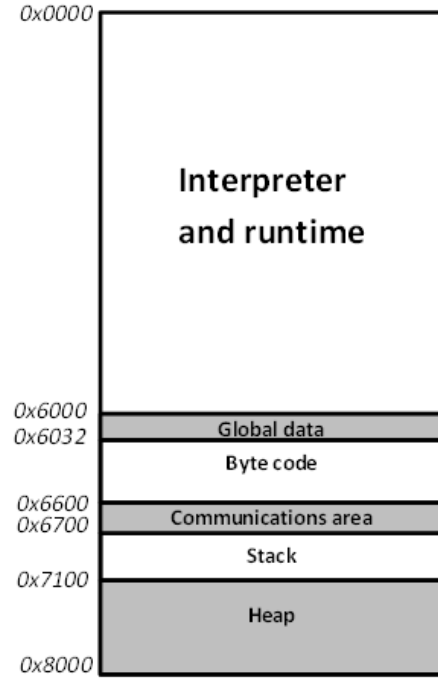 0x0000
Interpreter
and runtime
0x6000
Global data
0x6032
Byte code
0x6600
Communications area
0x6700
Stack
0x7100
Heap
0x8000